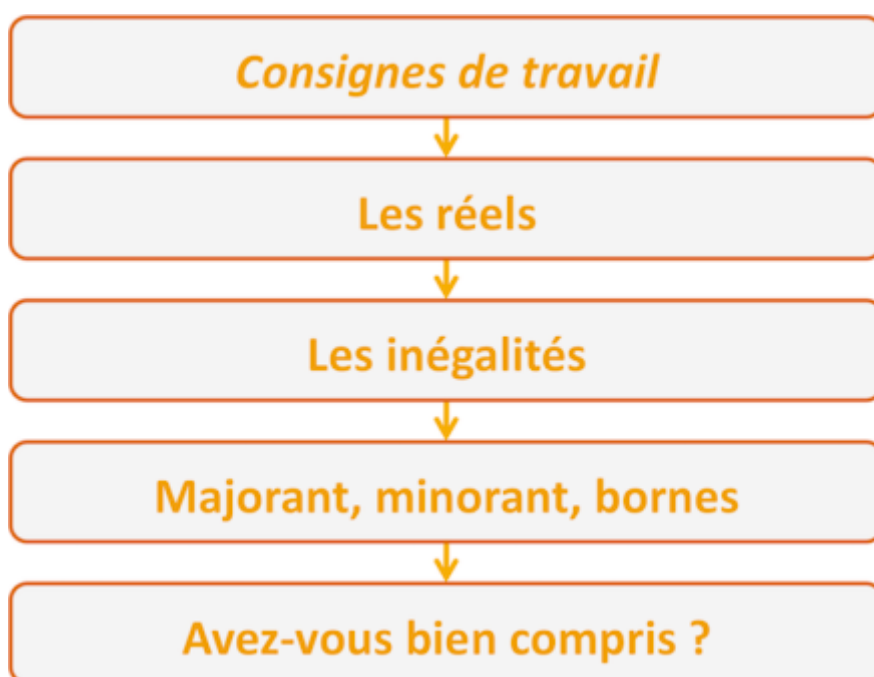 Consignes de travail
Les réels
Les inégalités
Majorant, minorant, bornes
Avez-vous bien compris ?